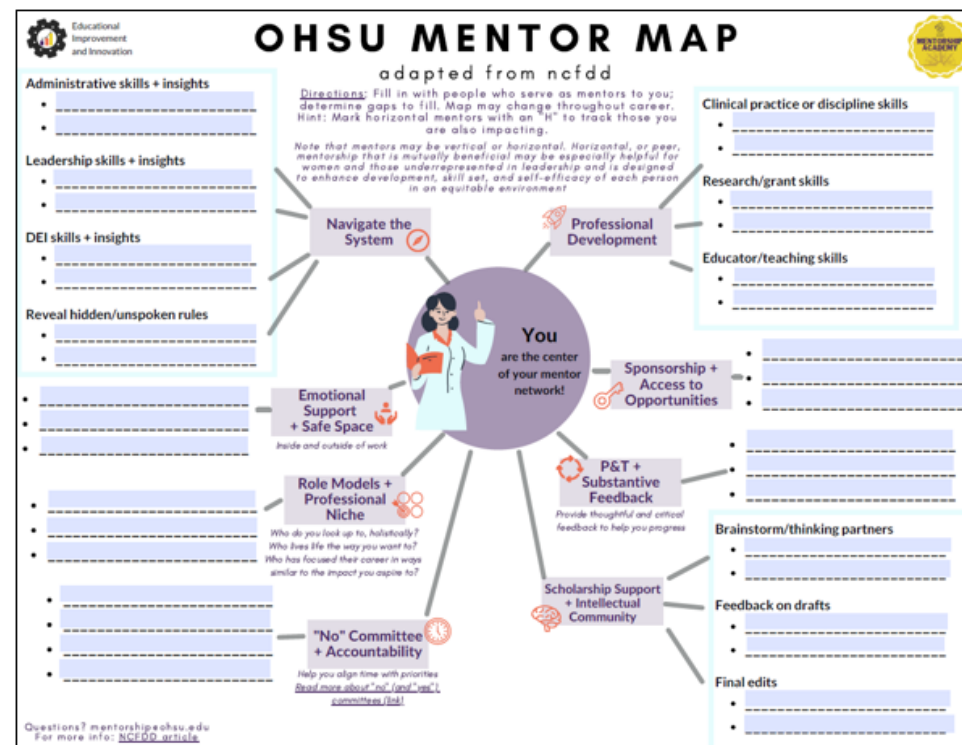 Educational
Improvement
and Innovation
OHSU MENTOR MAP
adapted from ncfdd
MENTORSHIP
ACADEMY
Directions: Fill in with people who serve as mentors to you;
determine gaps to fill. Map may change throughout career.
Hint: Mark horizontal mentors with an "H" to track those you
are also impacting.
Note that mentors may be vertical or horizontal. Horizontal, or peer,
mentorship that is mutually beneficial may be especially helpful for
women and those underrepresented in leadership and is designed
to enhance development, skill set, and self-efficacy of each person
in an equitable environment
Administrative skills + insights
Leadership skills + insights
DEI skills + insights
Reveal hidden/unspoken rules
Navigate the
System
Professional
Development
Clinical practice or discipline skills
Research/grant skills
Educator/teaching skills
You
are the center
of your mentor
network!
Emotional
Support
+ Safe Space
Inside and outside of work
Sponsorship +
Access to
Opportunities
Role Models +
Professional
Niche
Who do you look up to, holistically?
Who lives life the way you want to?
Who has focused their career in ways
similar to the impact you aspire to?
P&T +
Substantive
Feedback
Provide thoughtful and critical
feedback to help you progress
"No" Committee
+ Accountability
Help you align time with priorities
Read more about "no" (and "yes")
committees (link)
Scholarship Support
+ Intellectual
Community
Brainstorm/thinking partners
Feedback on drafts
Final edits
Questions? mentorship@ohsu.edu
For more info: NCFDD article